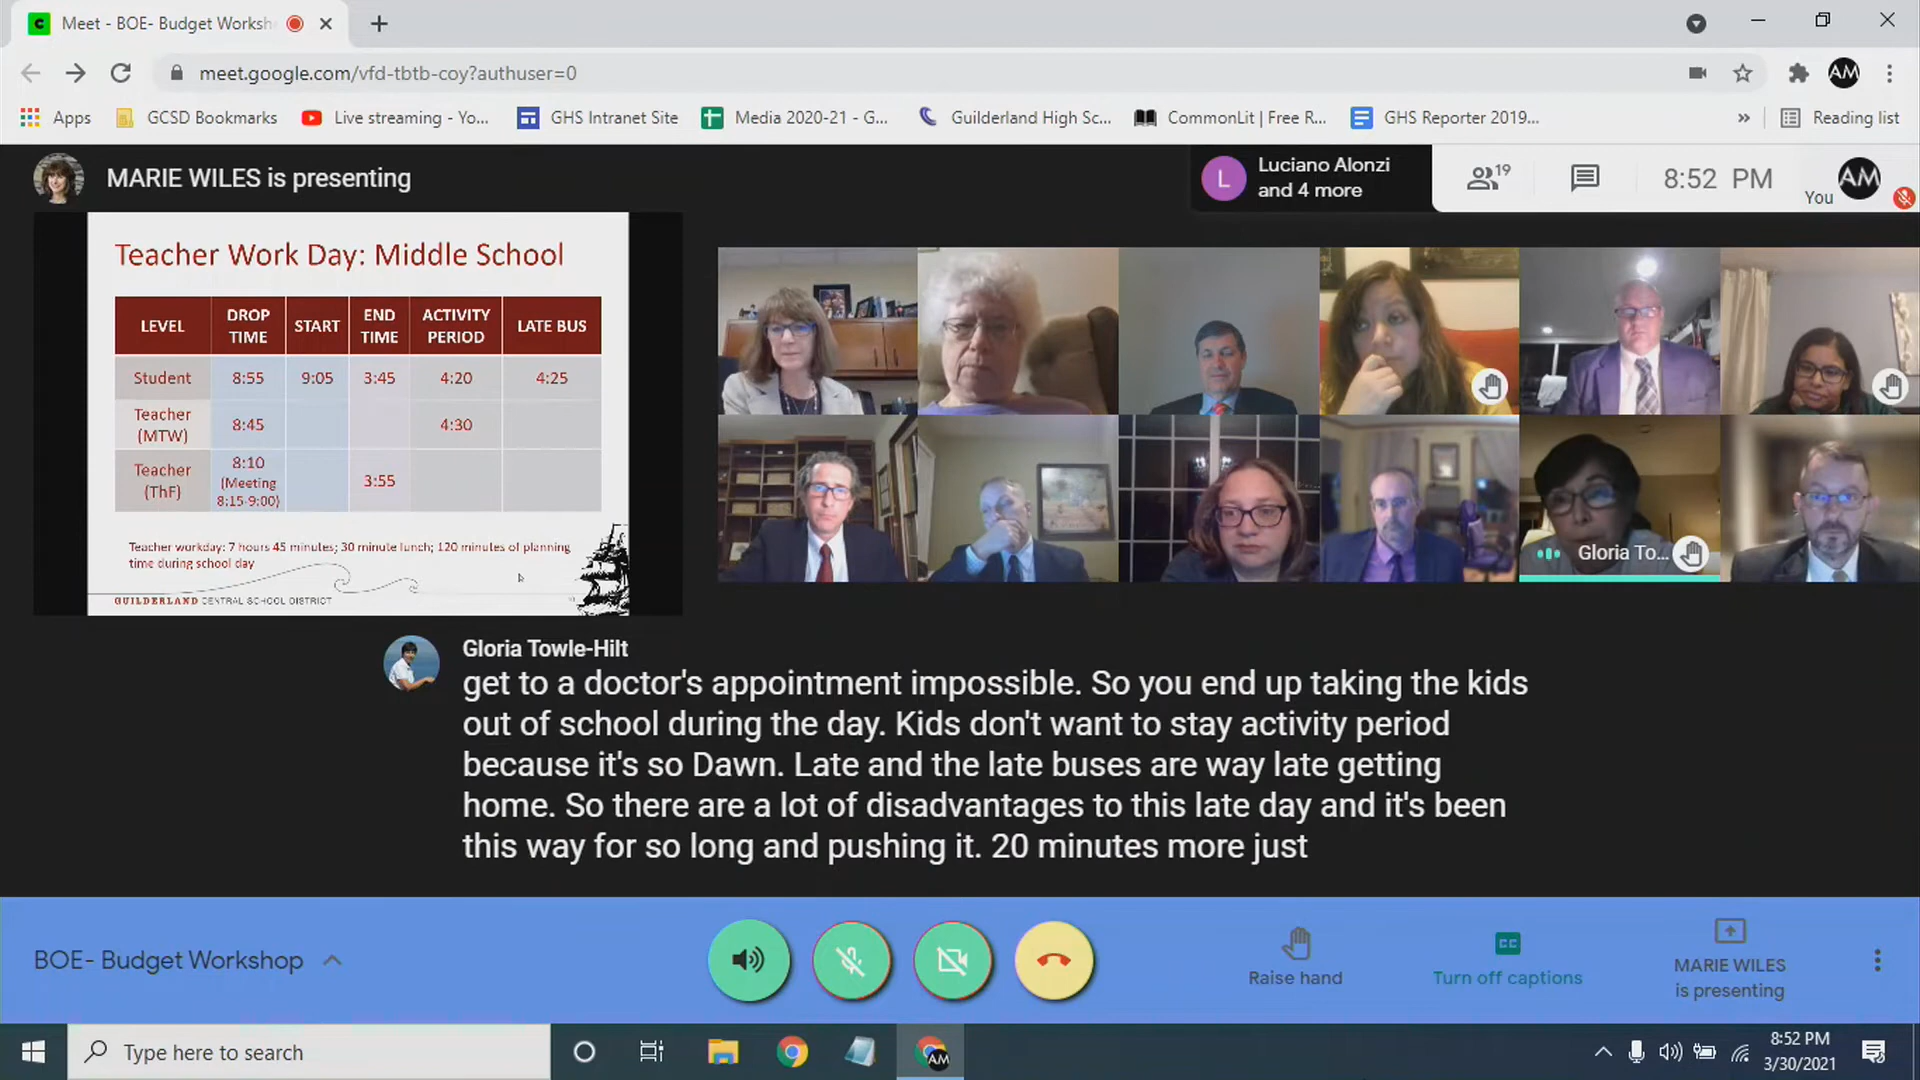 Meet - BOE- Budget Worksh
meet.google.com/vfd-tbtb-coy?authuser=0
AM
Apps
GCSD Bookmarks
Live streaming - Yo...
GHS Intranet Site
Media 2020-21 - G...
Guilderland High Sc...
CommonLit | Free R...
GHS Reporter 2019...
»
Reading list
MARIE WILES is presenting
L
Luciano Alonzi
and 4 more
19
8:52 PM
You
AM
Teacher Work Day: Middle School
LEVEL DROP TIME START END TIME ACTIVITY PERIOD LATE BUS
Student 8:55 9:05 3:45 4:20 4:25
Teacher (MTW) 8:45 4:30
Teacher (ThF) 8:10 (Meeting 8:15-9:00) 3:55
Teacher workday: 7 hours 45 minutes; 30 minute lunch; 120 minutes of planning
time during school day
GUILDERLAND CENTRAL SCHOOL DISTRICT
Gloria To...
Gloria Towle-Hilt
get to a doctor's appointment impossible. So you end up taking the kids
out of school during the day. Kids don't want to stay activity period
because it's so Dawn. Late and the late buses are way late getting
home. So there are a lot of disadvantages to this late day and it's been
this way for so long and pushing it. 20 minutes more just
BOE- Budget Workshop
Raise hand
CC
Turn off captions
MARIE WILES
is presenting
Type here to search
AM
8:52 PM
3/30/2021